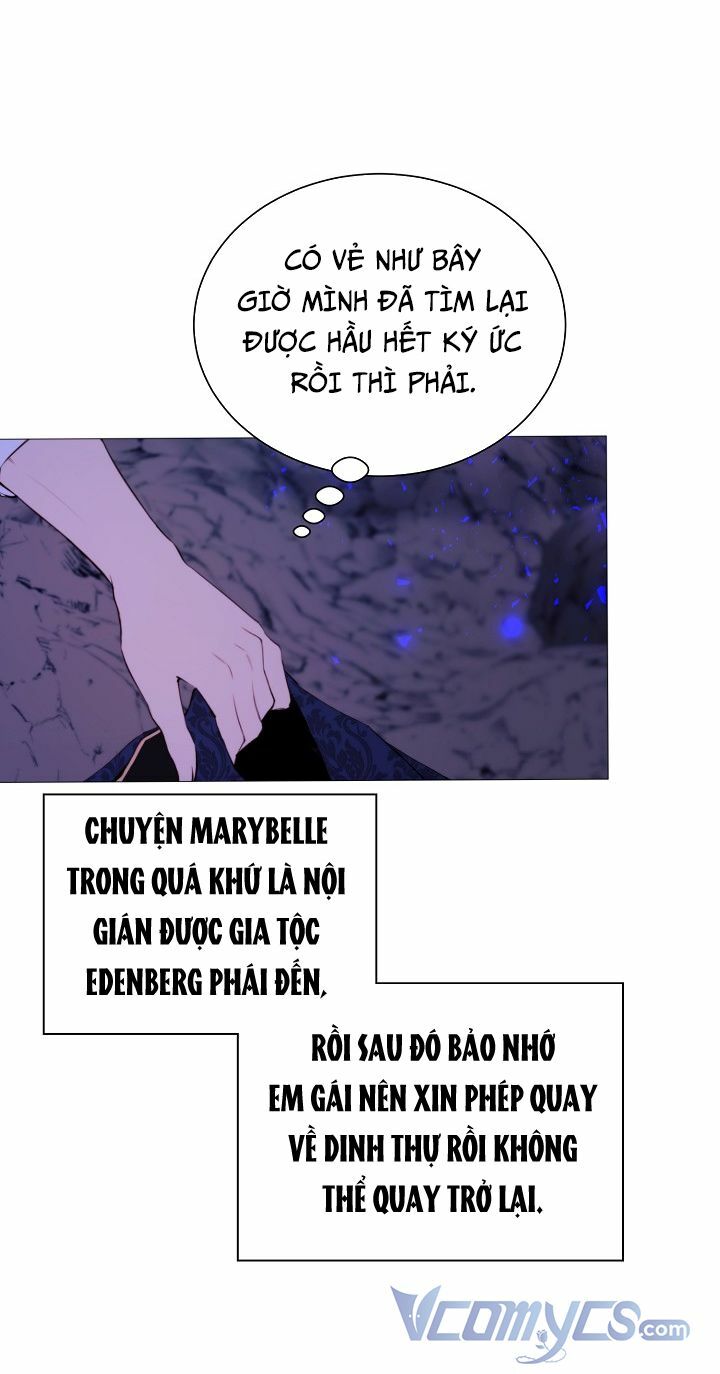 CÓ VẺ NHƯ BÂY
GIỜ MÌNH ĐÃ TÌM LẠI
ĐƯỢC HẦU HẾT KÝ ỨC
RỒI THÌ PHẢI.
CHUYỆN MARYBELLE
TRONG QUÁ KHỨ LÀ NỘI
GIÁN ĐƯỢC GIA TỘC
EDENBERG PHÁI ĐẾN,
RỒI SAU ĐÓ BẢO NHỚ
EM GÁI NÊN XIN PHÉP QUAY
VỀ DINH THỰ RỒI KHÔNG
THỂ QUAY TRỞ LẠI.
VCOMYCS.com